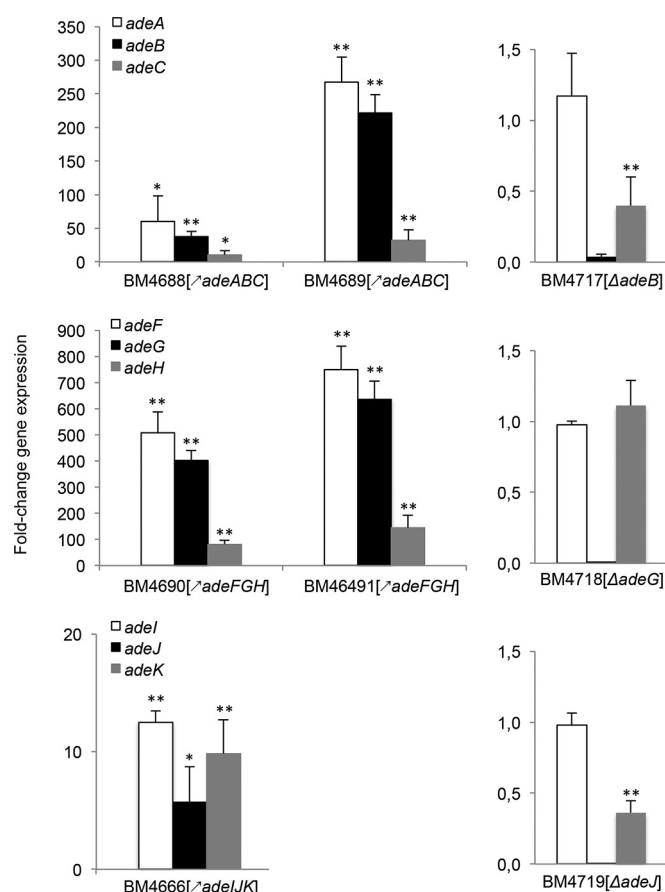 Fold-change gene expression
adeA
adeB
adeC
350
300
250
200
150
100
50
0
*
**
*
**
**
**
BM4688[↗adeABC]
BM4689[↗adeABC]
1,5
1,0
0,5
0,0
**
BM4717[ΔadeB]
adeF
adeG
adeH
900
800
700
600
500
400
300
200
100
0
**
**
**
**
**
**
BM4690[↗adeFGH]
BM46491[↗adeFGH]
1,5
1,0
0,5
0,0
BM4718[ΔadeG]
adeI
adeJ
adeK
20
10
0
**
*
**
BM4666[↗adeIJK]
1,5
1,0
0,5
0,0
**
BM4719[ΔadeJ]